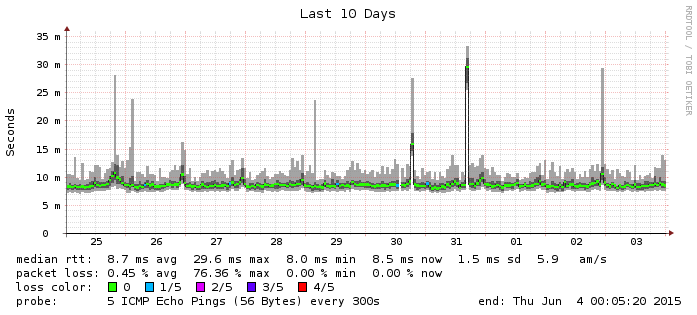 Last 10 Days
RRDTOOL / TOBI OETIKER
Seconds
35 m
30 m
25 m
20 m
15 m
10 m
5 m
0
25 26 27 28 29 30 31 01 02 03
median rtt: 8.7 ms avg 29.6 ms max 8.0 ms min 8.5 ms now 1.5 ms sd 5.9 am/s
packet loss: 0.45 % avg 76.36 % max 0.00 % min 0.00 % now
loss color: 0 1/5 2/5 3/5 4/5
probe: 5 ICMP Echo Pings (56 Bytes) every 300s end: Thu Jun 4 00:05:20 2015